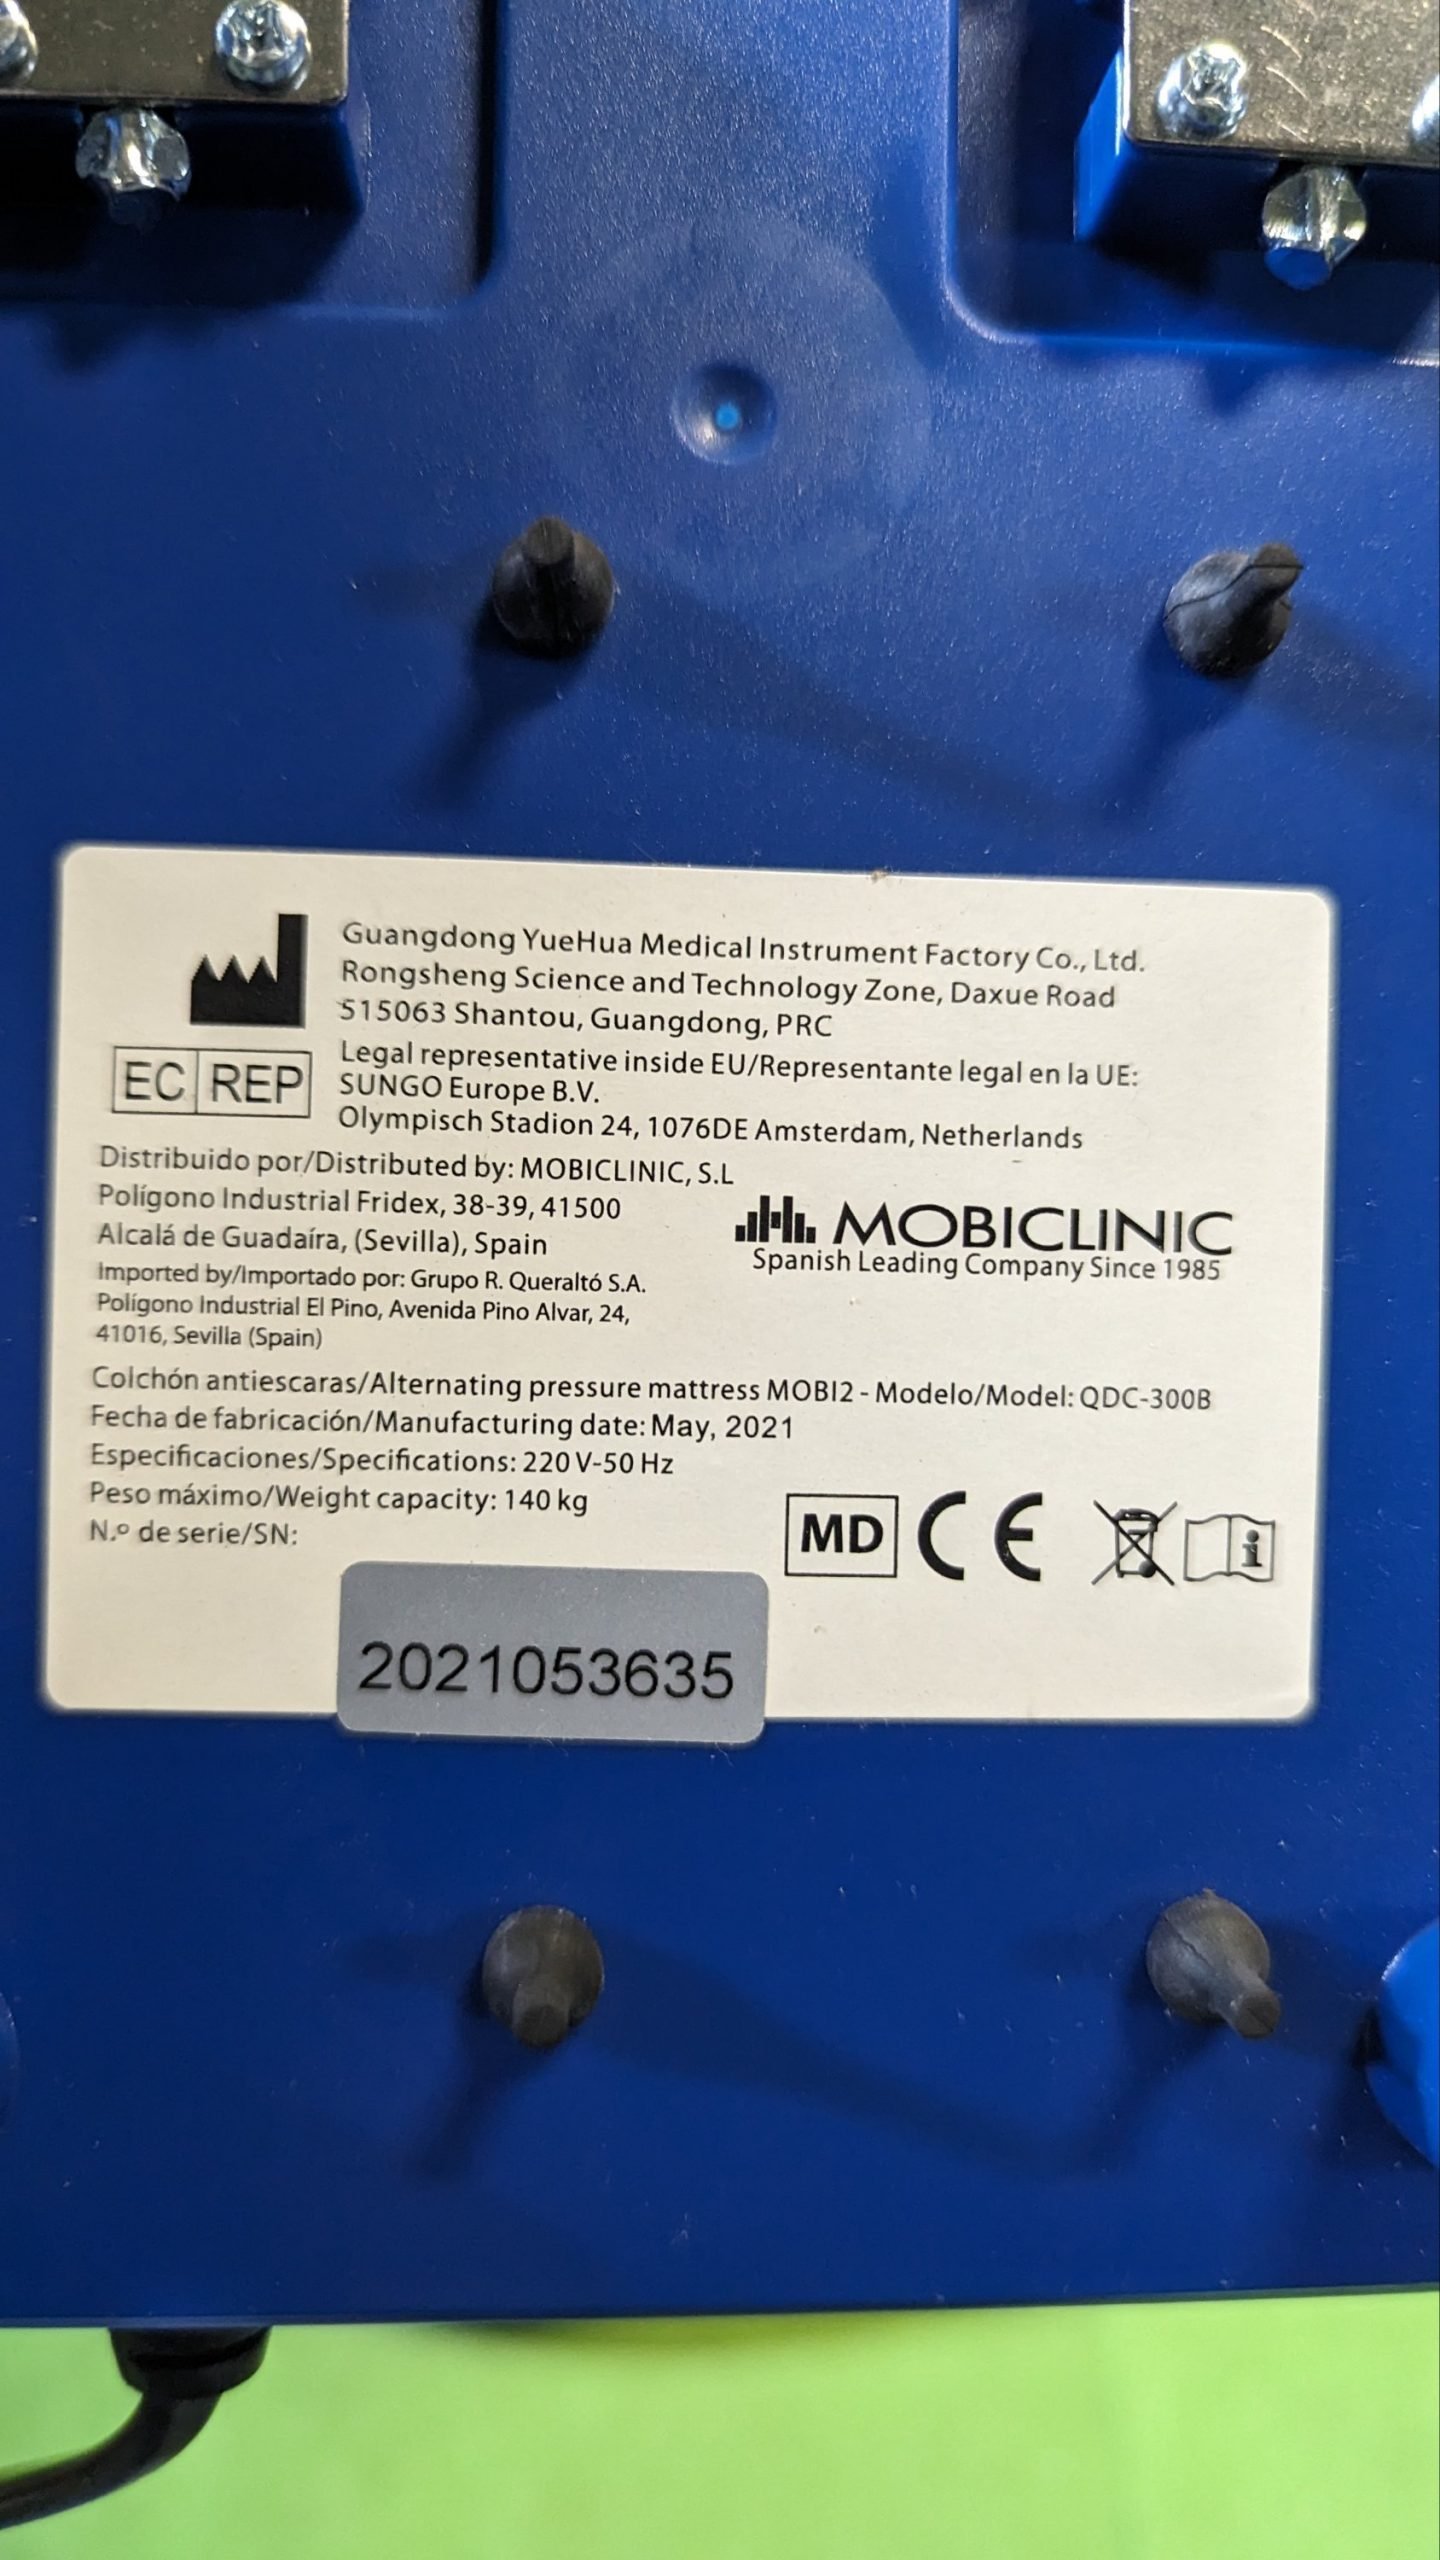 Guangdong YueHua Medical Instrument Factory Co., Ltd.
Rongsheng Science and Technology Zone, Daxue Road
515063 Shantou, Guangdong, PRC
EC REP
Legal representative inside EU/Representante legal en la UE:
SUNGO Europe B.V.
Olympisch Stadion 24, 1076DE Amsterdam, Netherlands
Distribuido por/Distributed by: MOBICLINIC, S.L
Polígono Industrial Fridex, 38-39, 41500
Alcalá de Guadaíra, (Sevilla), Spain
MOBICLINIC
Spanish Leading Company Since 1985
Imported by/Importado por: Grupo R. Queraltó S.A.
Polígono Industrial El Pino, Avenida Pino Alvar, 24,
41016, Sevilla (Spain)
Colchón antiescaras/Alternating pressure mattress MOBI2 - Modelo/Model: QDC-300B
Fecha de fabricación/Manufacturing date: May, 2021
Especificaciones/Specifications: 220 V-50 Hz
Peso máximo/Weight capacity: 140 kg
N.º de serie/SN:
MD CE i
2021053635